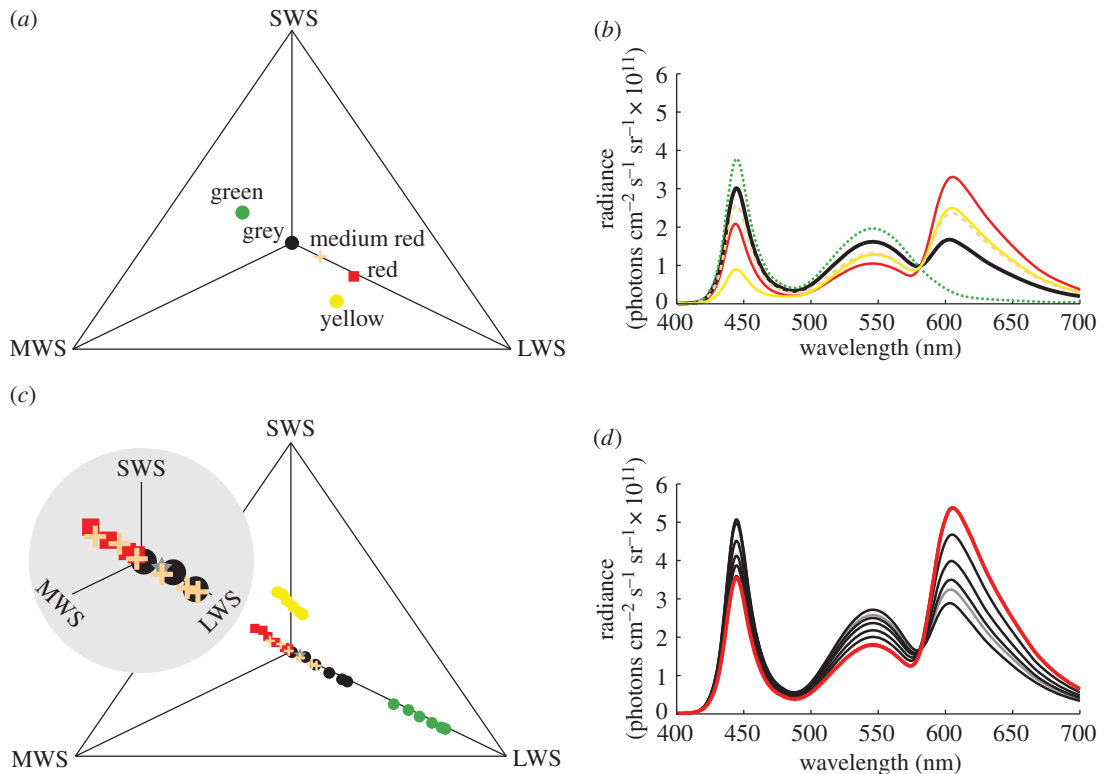 (a)
SWS
green
grey
medium red
red
yellow
MWS
LWS
(b)
radiance
(photons cm⁻² s⁻¹ sr⁻¹ × 10¹¹)
6
5
4
3
2
1
0
400 450 500 550 600 650 700
wavelength (nm)
(c)
SWS
SWS
MWS
LWS
MWS
LWS
(d)
radiance
(photons cm⁻² s⁻¹ sr⁻¹ × 10¹¹)
6
5
4
3
2
1
0
400 450 500 550 600 650 700
wavelength (nm)